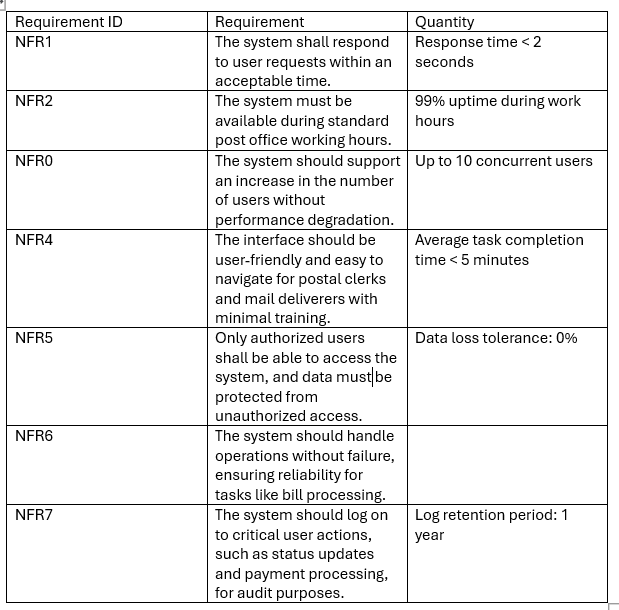 Requirement ID Requirement Quantity
NFR1 The system shall respond Response time < 2
to user requests within an seconds
acceptable time.
NFR2 The system must be 99% uptime during work
available during standard hours
post office working hours.
NFR0 The system should support Up to 10 concurrent users
an increase in the number
of users without
performance degradation.
NFR4 The interface should be Average task completion
user-friendly and easy to time < 5 minutes
navigate for postal clerks
and mail deliverers with
minimal training.
NFR5 Only authorized users Data loss tolerance: 0%
shall be able to access the
system, and data must be
protected from
unauthorized access.
NFR6 The system should handle
operations without failure,
ensuring reliability for
tasks like bill processing.
NFR7 The system should log on Log retention period: 1
to critical user actions, year
such as status updates
and payment processing,
for audit purposes.